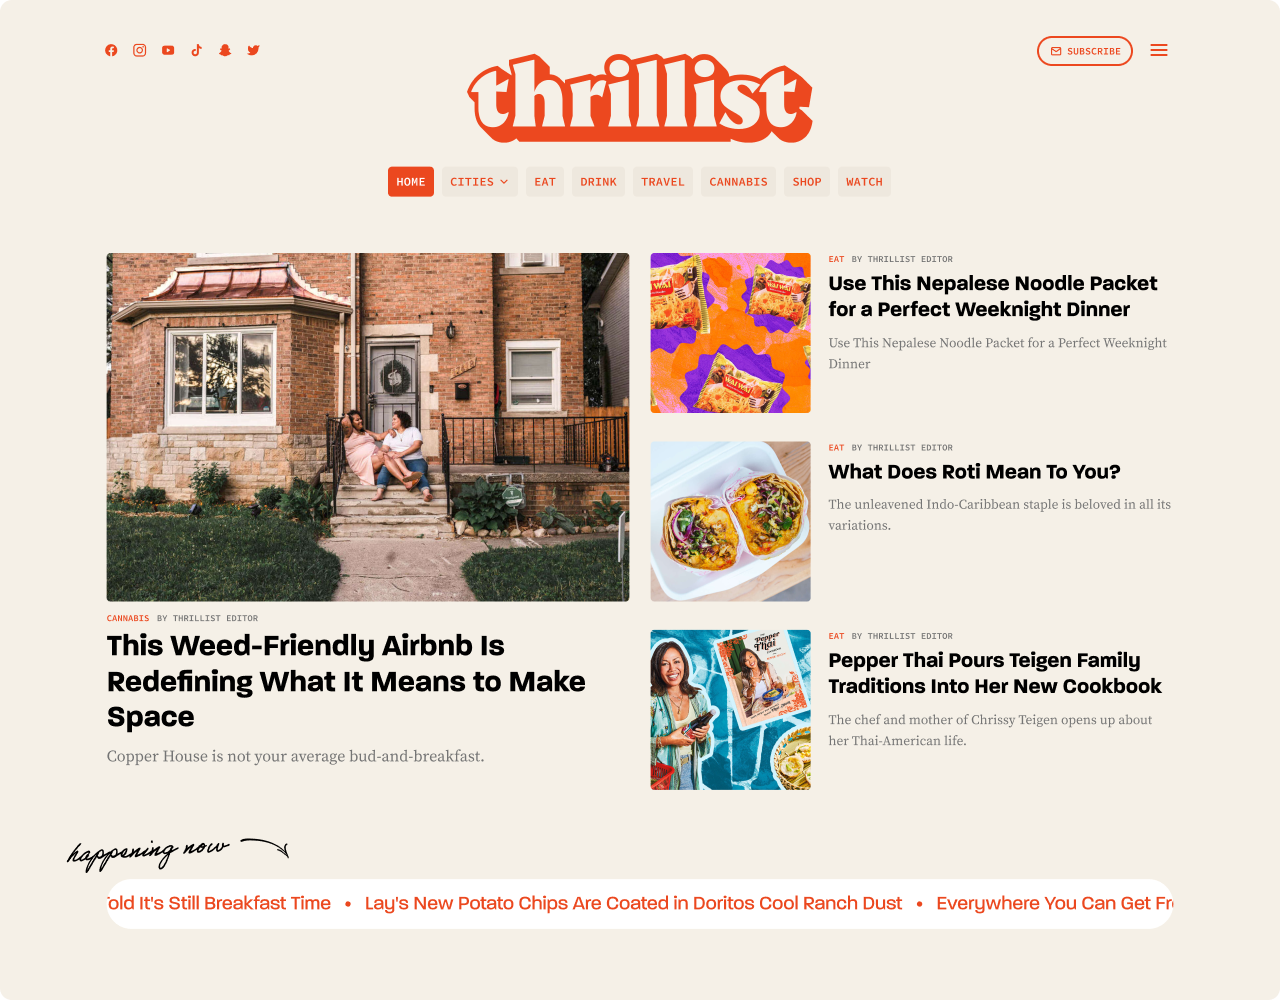 SUBSCRIBE
thrillist
HOME CITIES EAT DRINK TRAVEL CANNABIS SHOP WATCH
CANNABIS BY THRILLIST EDITOR
This Weed-Friendly Airbnb Is
Redefining What It Means to Make
Space
Copper House is not your average bud-and-breakfast.
WAI WAI
EAT BY THRILLIST EDITOR
Use This Nepalese Noodle Packet
for a Perfect Weeknight Dinner
Use This Nepalese Noodle Packet for a Perfect Weeknight
Dinner
EAT BY THRILLIST EDITOR
What Does Roti Mean To You?
The unleavened Indo-Caribbean staple is beloved in all its
variations.
Pepper
Thai
EAT BY THRILLIST EDITOR
Pepper Thai Pours Teigen Family
Traditions Into Her New Cookbook
The chef and mother of Chrissy Teigen opens up about
her Thai-American life.
happening now
old It's Still Breakfast Time • Lay's New Potato Chips Are Coated in Doritos Cool Ranch Dust • Everywhere You Can Get Fr